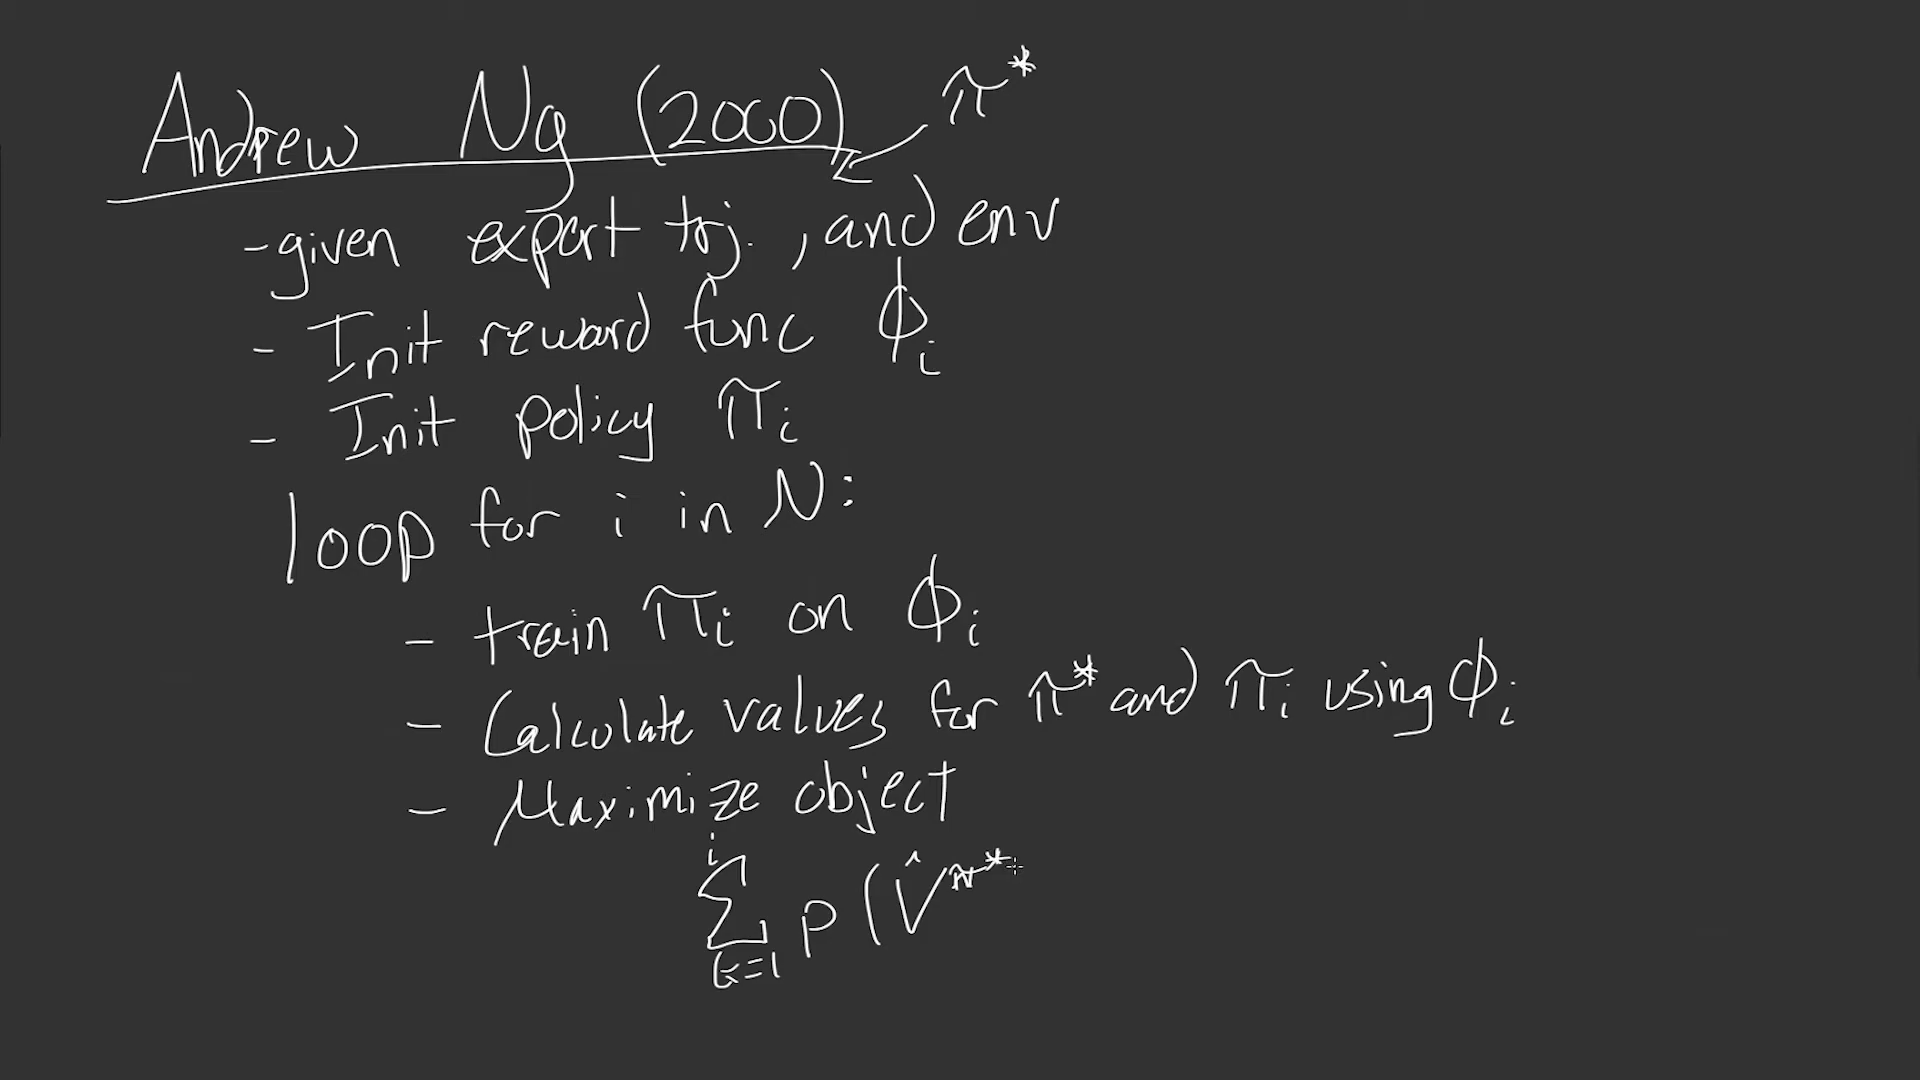 Andrew Ng (2000) π*
- given expert trj. , and env
- Init reward func ϕᵢ
- Init policy πᵢ
loop for i in N:
- train πᵢ on ϕᵢ
- Calculate values for π* and πᵢ using ϕᵢ
- Maximize object
i
∑ p ( V̂^π*
k=1